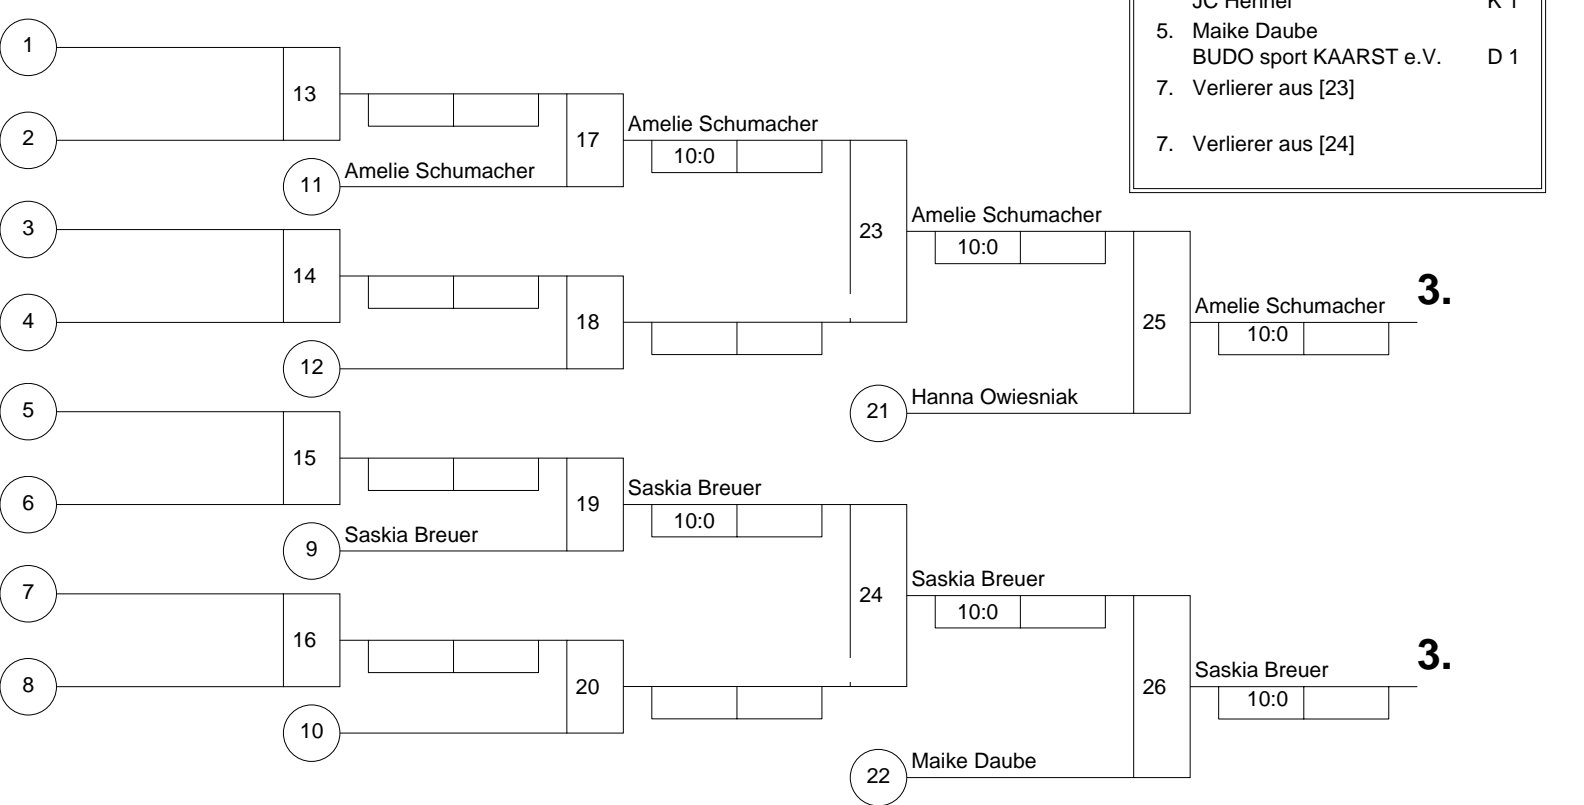 JC Hennef K 1
5. Maike Daube
BUDO sport KAARST e.V. D 1
7. Verlierer aus [23]
7. Verlierer aus [24]
1
13
2
17
Amelie Schumacher
10:0
11
Amelie Schumacher
3
23
Amelie Schumacher
10:0
14
4
18
25
Amelie Schumacher
10:0
3.
12
5
21
Hanna Owiesniak
15
6
19
Saskia Breuer
10:0
9
Saskia Breuer
7
24
Saskia Breuer
10:0
16
8
20
26
Saskia Breuer
10:0
3.
10
22
Maike Daube